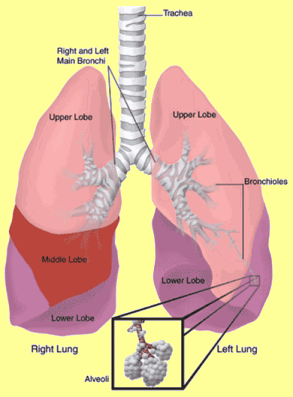 Trachea
Right and Left
Main Bronchi
Upper Lobe
Upper Lobe
Bronchioles
Middle Lobe
Lower Lobe
Lower Lobe
Right Lung
Left Lung
Alveoli